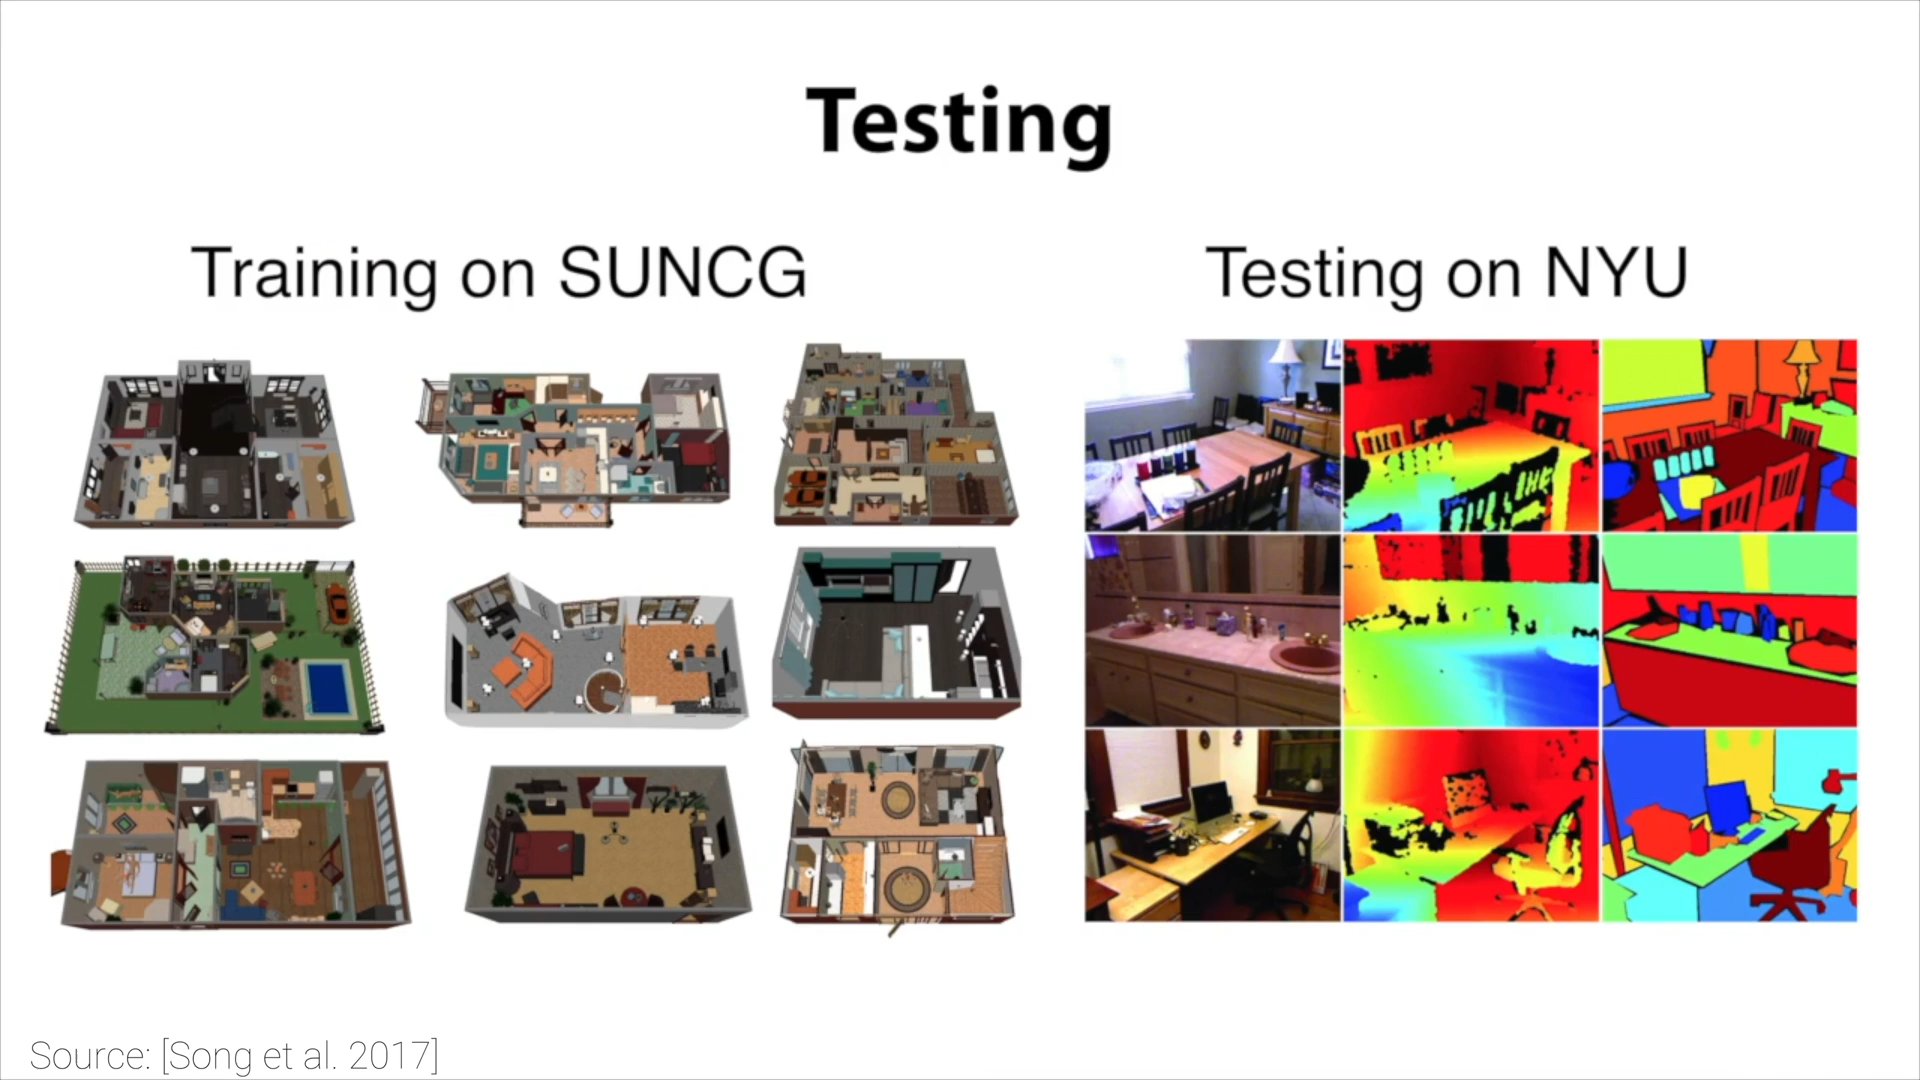 Testing
Training on SUNCG
Testing on NYU
Source: [Song et al. 2017]